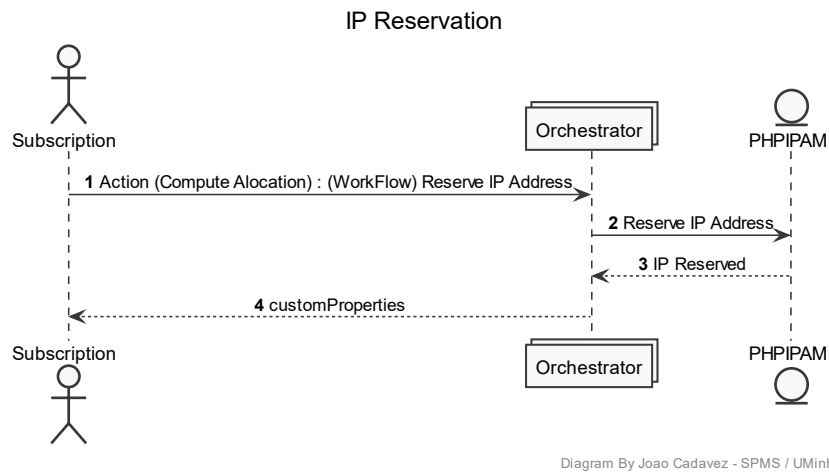 IP Reservation
Subscription
Orchestrator
PHPIPAM
1 Action (Compute Alocation) : (WorkFlow) Reserve IP Address
2 Reserve IP Address
3 IP Reserved
4 customProperties
Subscription
Orchestrator
PHPIPAM
Diagram By Joao Cadavez - SPMS / UMinh